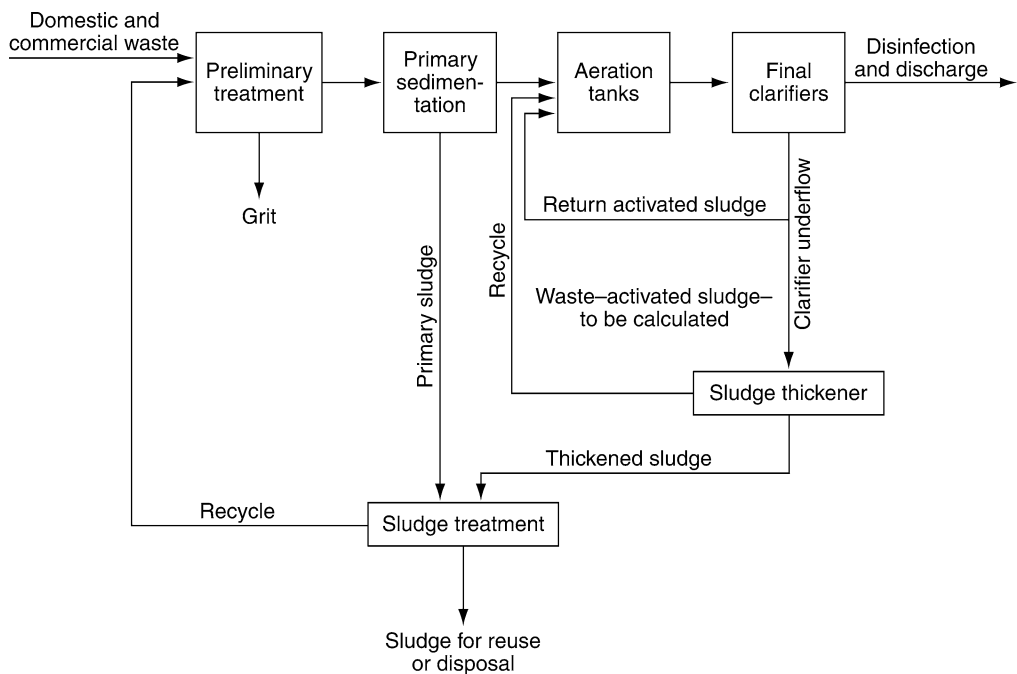 Domestic and
commercial waste
Preliminary
treatment
Primary
sedimen-
tation
Aeration
tanks
Final
clarifiers
Disinfection
and discharge
Grit
Return activated sludge
Clarifier underflow
Recycle
Primary sludge
Waste–activated sludge–
to be calculated
Sludge thickener
Thickened sludge
Recycle
Sludge treatment
Sludge for reuse
or disposal